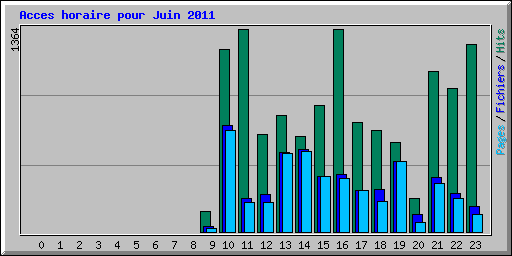 Acces horaire pour Juin 2011
1364
Pages / Fichiers / Hits
0 1 2 3 4 5 6 7 8 9 10 11 12 13 14 15 16 17 18 19 20 21 22 23